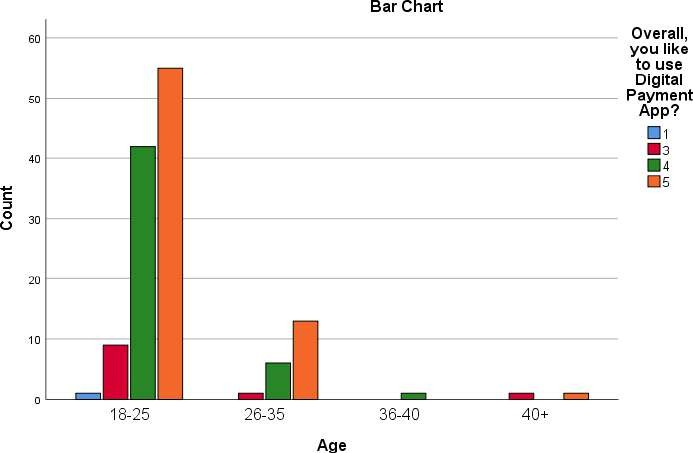 Bar Chart
Overall,
you like
to use
Digital
Payment
App?
1
3
4
5
60
50
40
30
20
10
0
Count
18-25
26-35
36-40
40+
Age